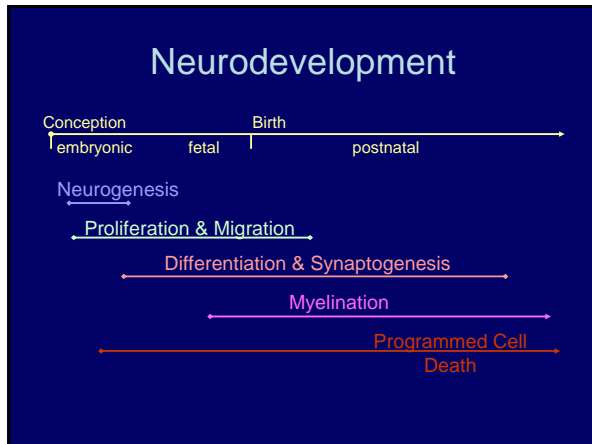 Neurodevelopment
Conception Birth
embryonic fetal postnatal
Neurogenesis
Proliferation & Migration
Differentiation & Synaptogenesis
Myelination
Programmed Cell
Death